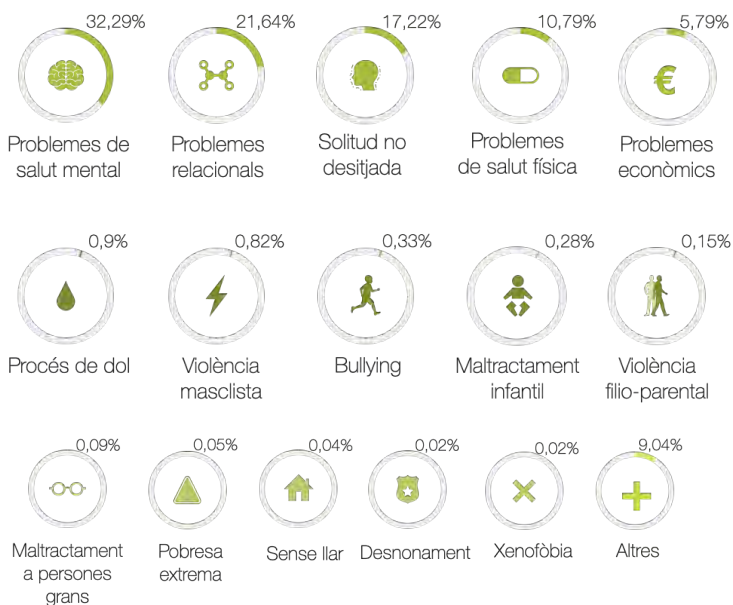 32,29%
Problemes de
salut mental
21,64%
Problemes
relacionals
17,22%
Solitud no
desitjada
10,79%
Problemes
de salut física
5,79%
Problemes
econòmics
0,9%
Procés de dol
0,82%
Violència
masclista
0,33%
Bullying
0,28%
Maltractament
infantil
0,15%
Violència
filio-parental
0,09%
Maltractament
a persones
grans
0,05%
Pobresa
extrema
0,04%
Sense llar
0,02%
Desnonament
0,02%
Xenofòbia
9,04%
Altres